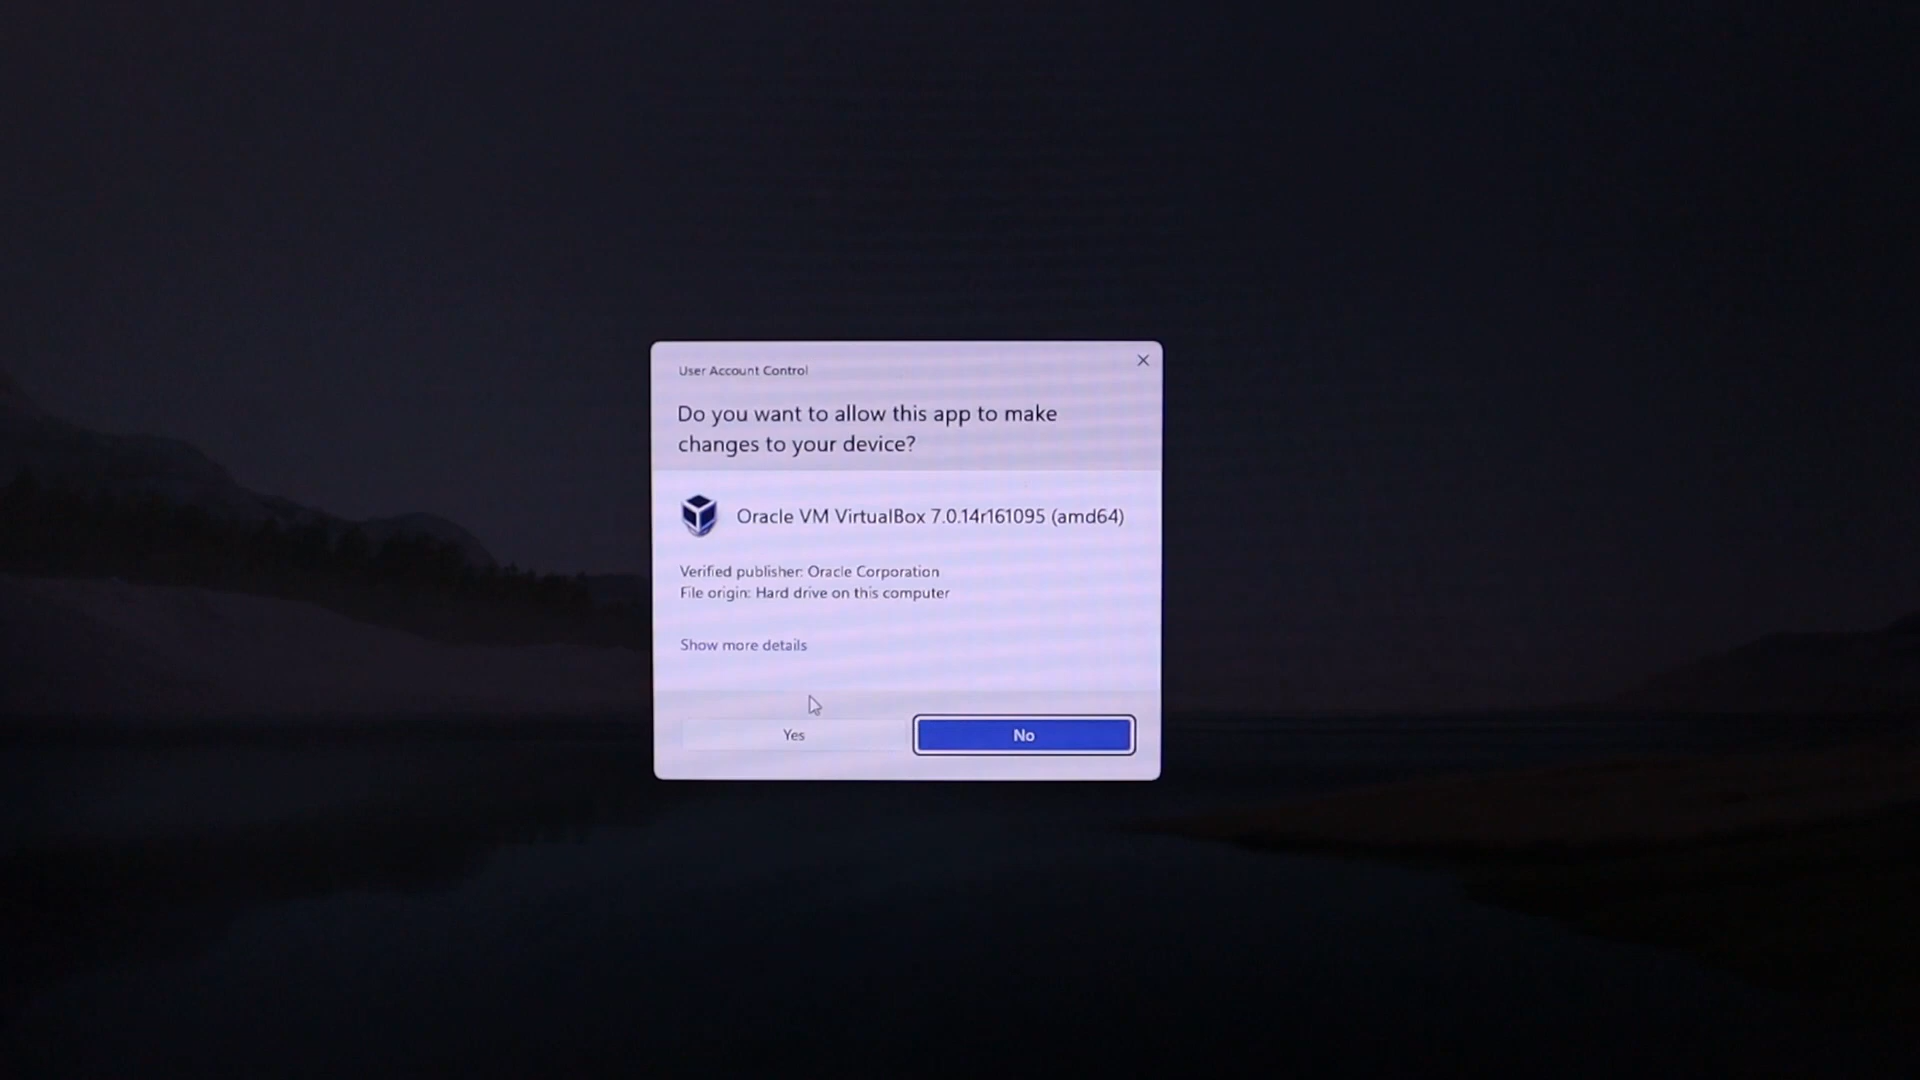 User Account Control
Do you want to allow this app to make
changes to your device?
Oracle VM VirtualBox 7.0.14r161095 (amd64)
Verified publisher: Oracle Corporation
File origin: Hard drive on this computer
Show more details
Yes
No